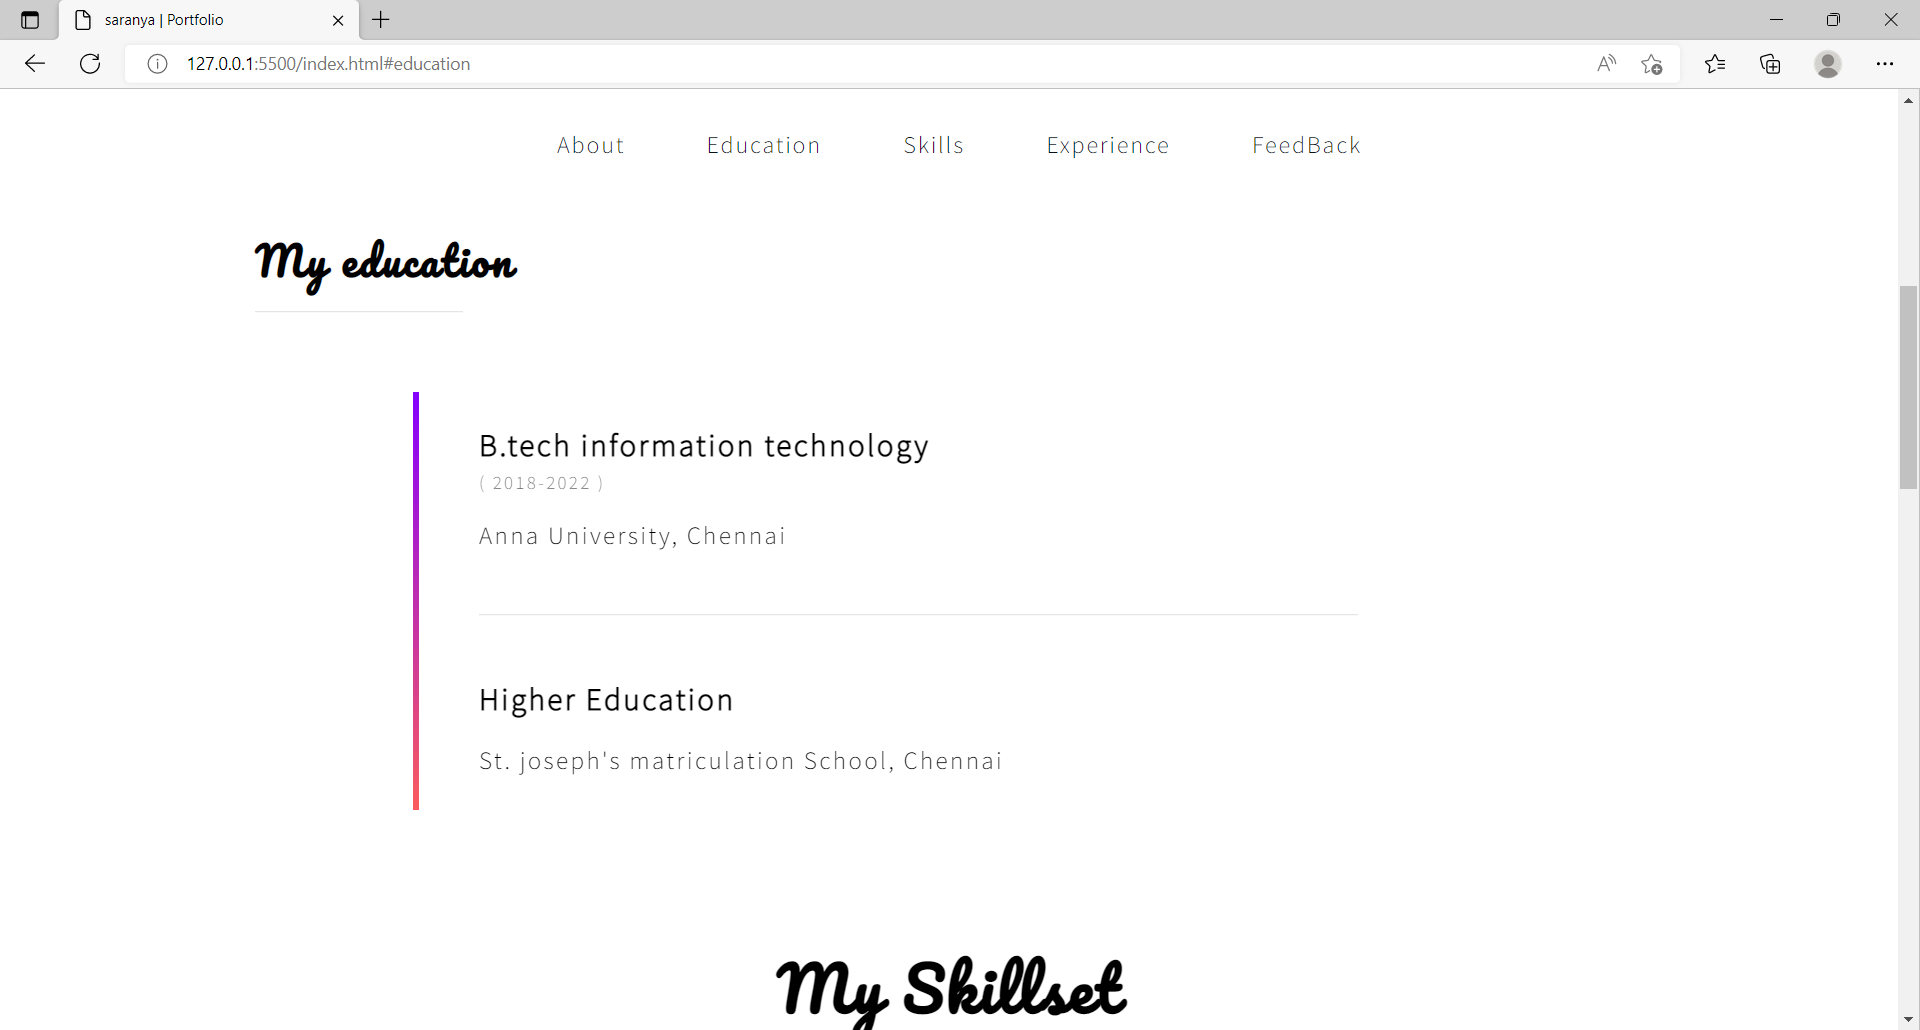 saranya | Portfolio
127.0.0.1:5500/index.html#education
About Education Skills Experience FeedBack
My education
B.tech information technology
( 2018-2022 )
Anna University, Chennai
Higher Education
St. joseph's matriculation School, Chennai
My Skillset